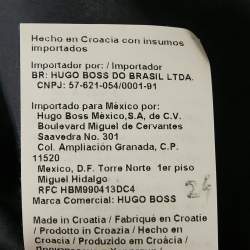 Hecho en Croacia con insumos
importados
Importador por: / Importador
BR: HUGO BOSS DO BRASIL LTDA.
CNPJ: 57-621-054/0001-91
Importado para México por:
Hugo Boss México,S.A, de C.V.
Boulevard Miguel de Cervantes
Saavedra No. 301
Col. Ampliación Granada, C.P.
11520
Mexico, D.F. Torre Norte 1er piso
Miguel Hidalgo
RFC HBM990413DC4
Marca Comercial: HUGO BOSS
Made in Croatia / Fabriqué en Croatie
/ Prodotto in Croazia / Hecho en
Croacia / Produzido em Croácia /